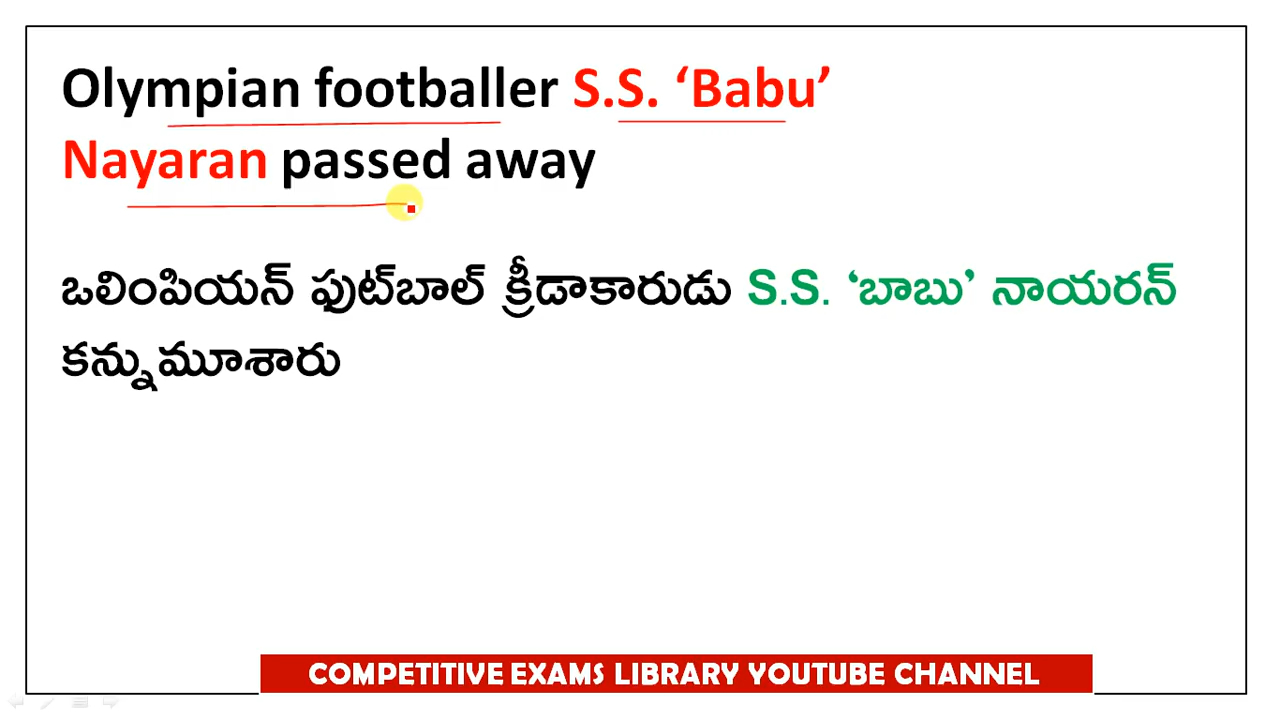 Olympian footballer S.S. ‘Babu’
Nayaran passed away
ఒలింపియన్ ఫుట్‌బాల్ క్రీడాకారుడు S.S. ‘బాబు’ నాయరన్
కన్నుమూశారు
COMPETITIVE EXAMS LIBRARY YOUTUBE CHANNEL